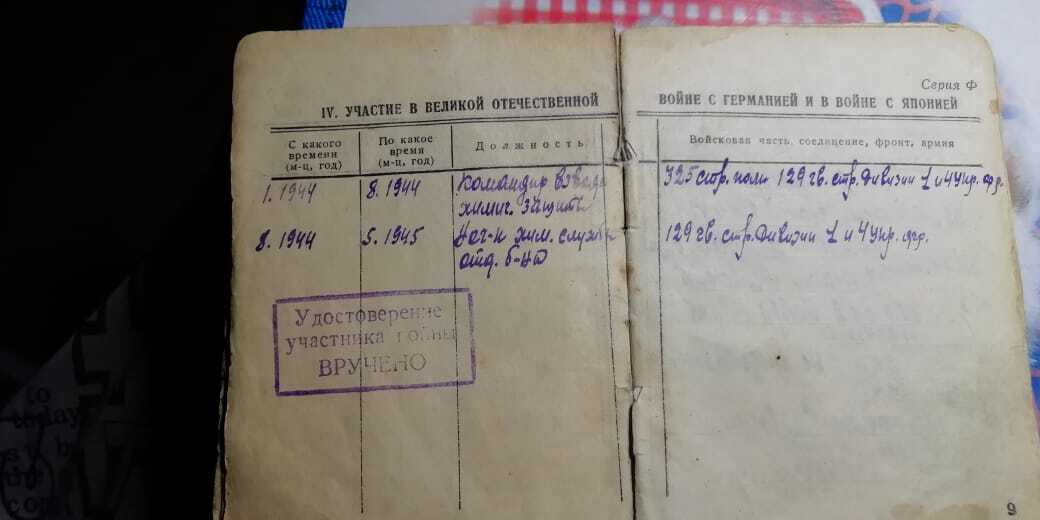 Серия Ф
IV. УЧАСТИЕ В ВЕЛИКОЙ ОТЕЧЕСТВЕННОЙ ВОЙНЕ С ГЕРМАНИЕЙ И В ВОЙНЕ С ЯПОНИЕЙ
С какого времени (м-ц, год)
По какое время (м-ц, год)
Должность
Войсковая часть, соединение, фронт, армия
1. 1944
8. 1944
Командир взвода
химич. защиты
325 стр. полк 129 гв. стр. дивизии 1 и 4 Укр. фр.
8. 1944
5. 1945
Нач-к хим. службы
отд. б-на
129 гв. стр. дивизии 1 и 4 Укр. фр.
Удостоверение
участника войны
ВРУЧЕНО
9
to
today